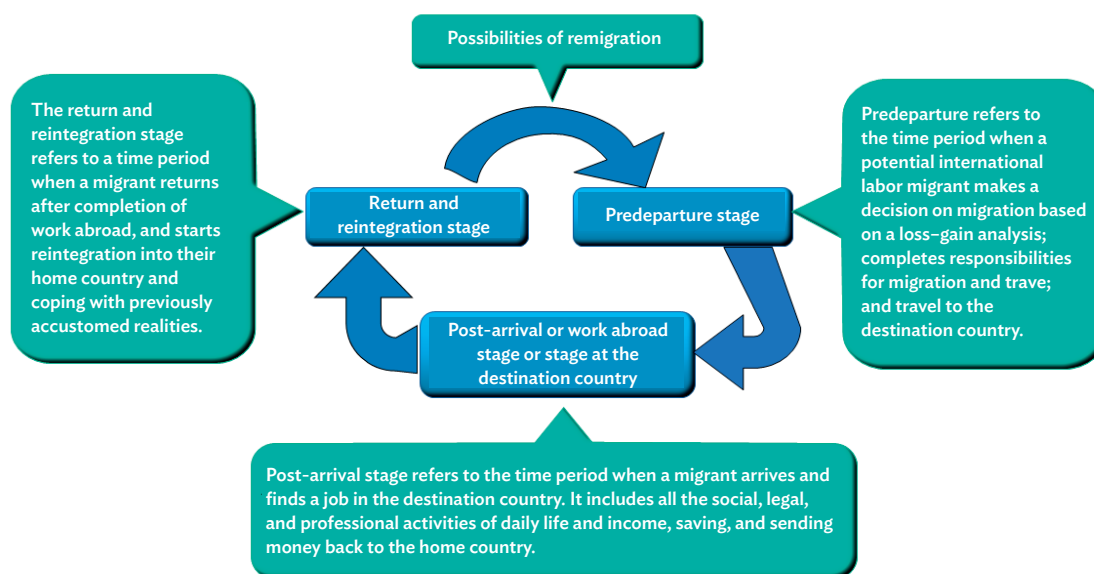 Possibilities of remigration
The return and
reintegration stage
refers to a time period
when a migrant returns
after completion of
work abroad, and starts
reintegration into their
home country and
coping with previously
accustomed realities.
Return and
reintegration stage
Predeparture stage
Predeparture refers to
the time period when a
potential international
labor migrant makes a
decision on migration based
on a loss–gain analysis;
completes responsibilities
for migration and trave;
and travel to the
destination country.
Post-arrival or work abroad
stage or stage at the
destination country
Post-arrival stage refers to the time period when a migrant arrives and
finds a job in the destination country. It includes all the social, legal,
and professional activities of daily life and income, saving, and sending
money back to the home country.